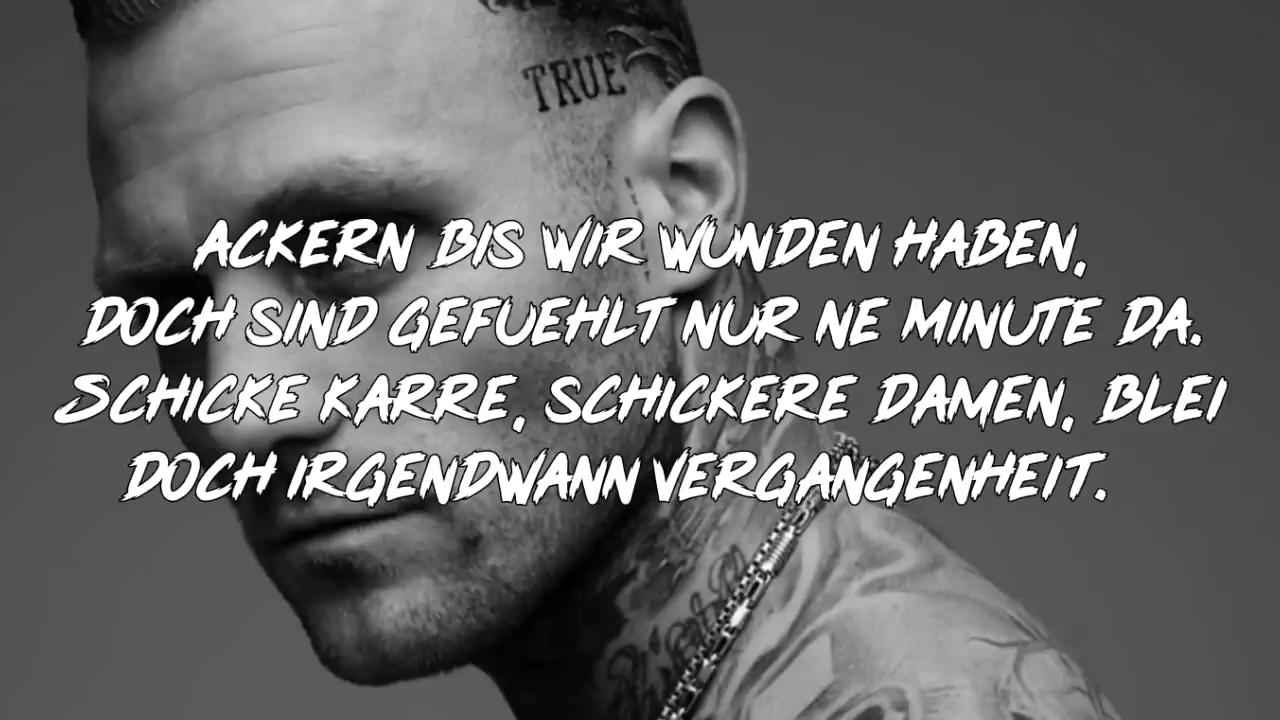 TRUE
ACKERN BIS WIR WUNDEN HABEN,
DOCH SIND GEFUEHLT NUR NE MINUTE DA.
SCHICKE KARRE, SCHICKERE DAMEN, BLEI
DOCH IRGENDWANN VERGANGENHEIT.